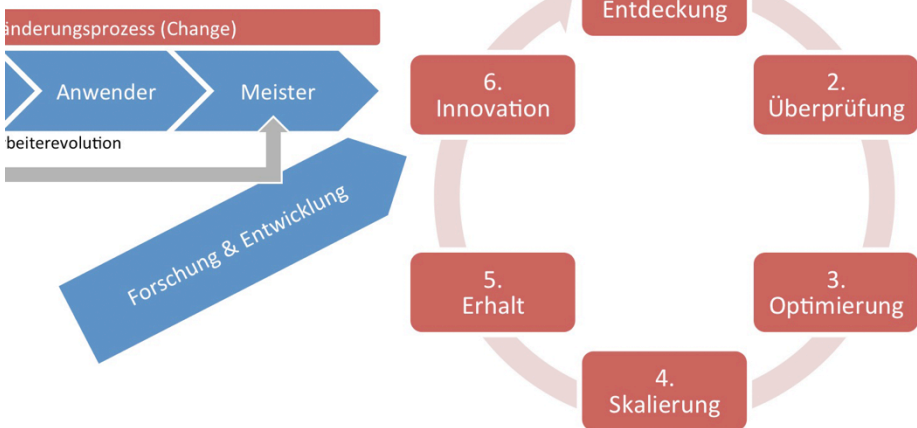 änderungsprozess (Change)
Anwender
Meister
beiterevolution
Forschung & Entwicklung
Entdeckung
2.
Überprüfung
3.
Optimierung
4.
Skalierung
5.
Erhalt
6.
Innovation